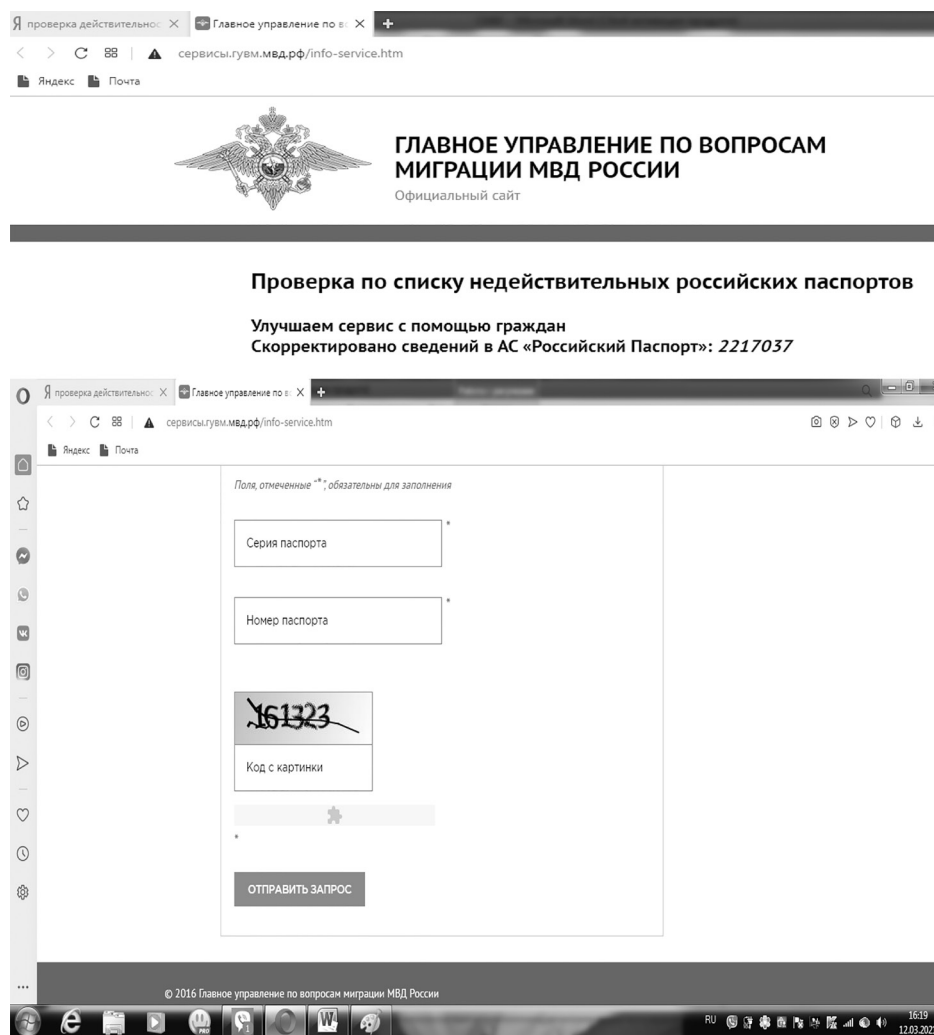 Я проверка действительнос × Главное управление по вс × +
сервисы.гувм.мвд.рф/info-service.htm
Яндекс Почта
ГЛАВНОЕ УПРАВЛЕНИЕ ПО ВОПРОСАМ
МИГРАЦИИ МВД РОССИИ
Официальный сайт
Проверка по списку недействительных российских паспортов
Улучшаем сервис с помощью граждан
Скорректировано сведений в АС «Российский Паспорт»: 2217037
Я проверка действительнос × Главное управление по в × +
сервисы.гувм.мвд.рф/info-service.htm
Яндекс Почта
Поля, отмеченные "*", обязательны для заполнения
Серия паспорта *
Номер паспорта *
161323
Код с картинки
*
ОТПРАВИТЬ ЗАПРОС
© 2016 Главное управление по вопросам миграции МВД России
RU 16:19
12.03.202